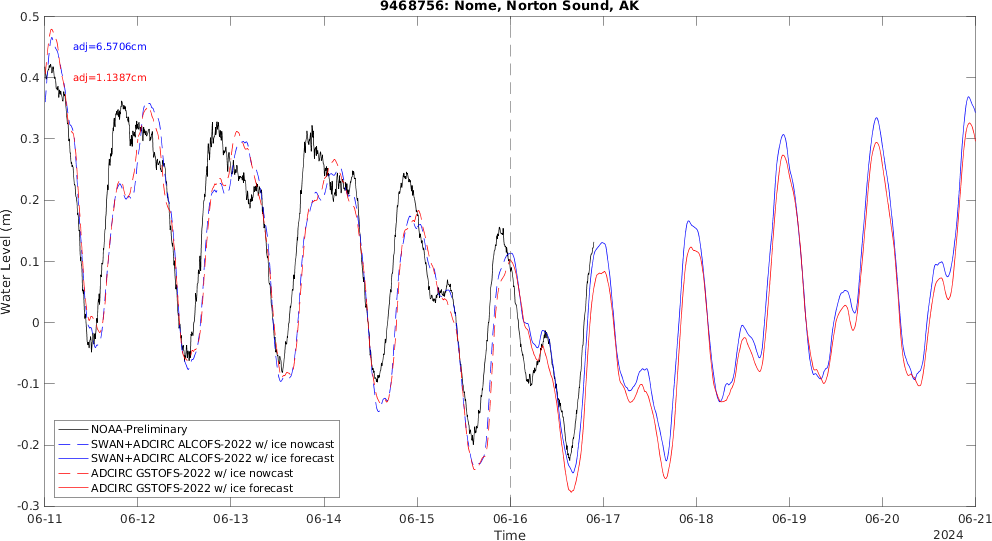 9468756: Nome, Norton Sound, AK
adj=6.5706cm
adj=1.1387cm
Water Level (m)
0.5
0.4
0.3
0.2
0.1
0
-0.1
-0.2
-0.3
NOAA-Preliminary
SWAN+ADCIRC ALCOFS-2022 w/ ice nowcast
SWAN+ADCIRC ALCOFS-2022 w/ ice forecast
ADCIRC GSTOFS-2022 w/ ice nowcast
ADCIRC GSTOFS-2022 w/ ice forecast
06-11 06-12 06-13 06-14 06-15 06-16 06-17 06-18 06-19 06-20 06-21
Time
2024